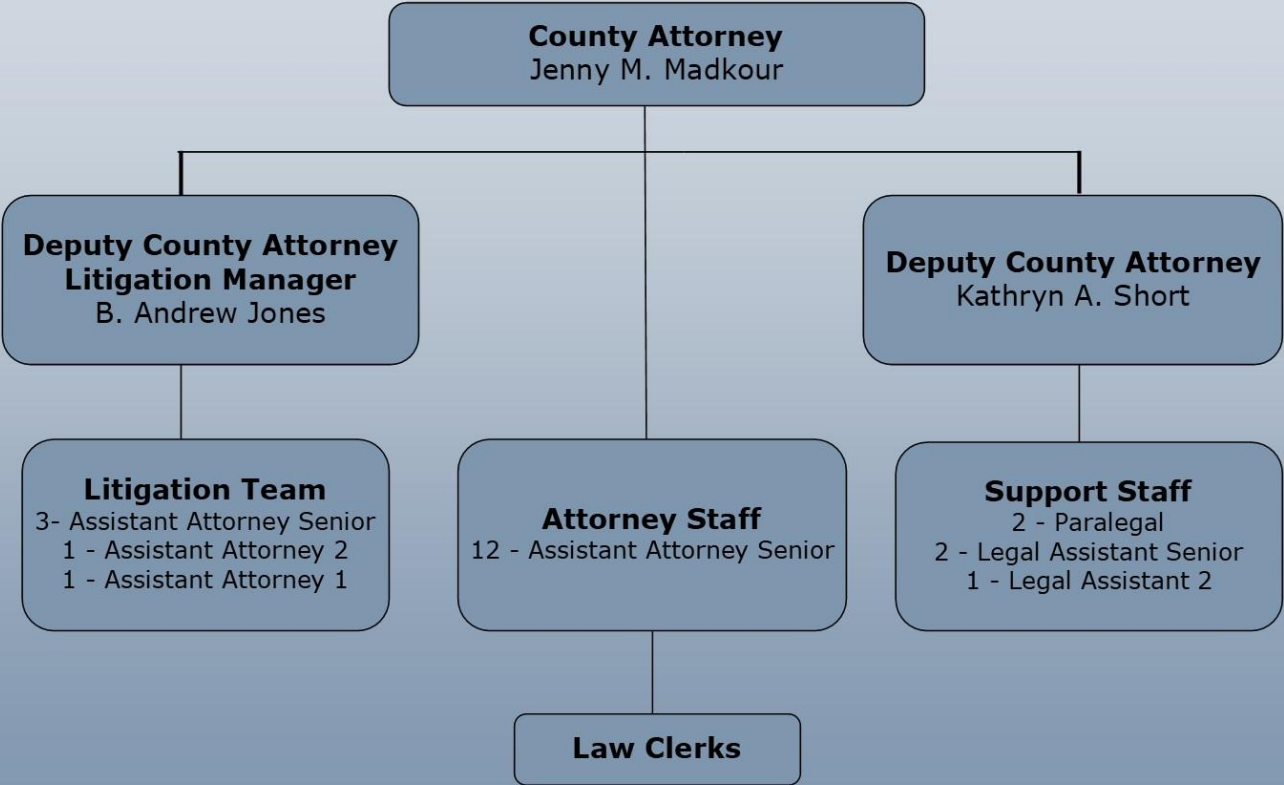 County Attorney
Jenny M. Madkour
Deputy County Attorney
Litigation Manager
B. Andrew Jones
Deputy County Attorney
Kathryn A. Short
Litigation Team
3- Assistant Attorney Senior
1 - Assistant Attorney 2
1 - Assistant Attorney 1
Attorney Staff
12 - Assistant Attorney Senior
Support Staff
2 - Paralegal
2 - Legal Assistant Senior
1 - Legal Assistant 2
Law Clerks